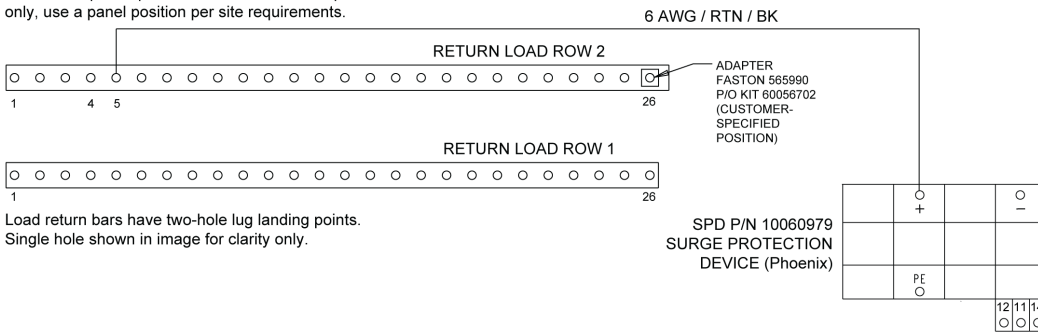 only, use a panel position per site requirements.
6 AWG / RTN / BK
RETURN LOAD ROW 2
ADAPTER
FASTON 565990
P/O KIT 60056702
(CUSTOMER-
SPECIFIED
POSITION)
1 4 5 26
RETURN LOAD ROW 1
1 26
Load return bars have two-hole lug landing points.
Single hole shown in image for clarity only.
SPD P/N 10060979
SURGE PROTECTION
DEVICE (Phoenix)
+ −
PE
12 11 14